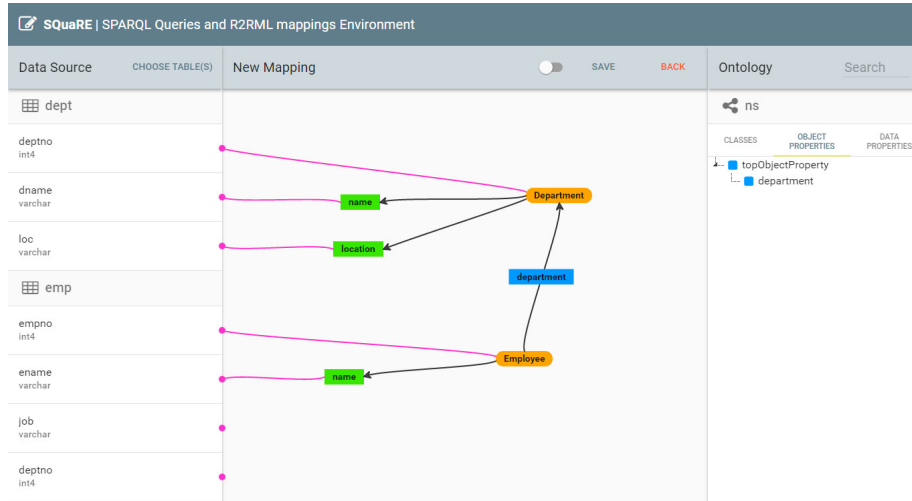 SQuaRE | SPARQL Queries and R2RML mappings Environment
Data Source
CHOOSE TABLE(S)
New Mapping
SAVE
BACK
Ontology
Search
dept
deptno
int4
dname
varchar
loc
varchar
emp
empno
int4
ename
varchar
job
varchar
deptno
int4
Department
name
location
department
Employee
name
ns
CLASSES
OBJECT
PROPERTIES
DATA
PROPERTIES
topObjectProperty
department